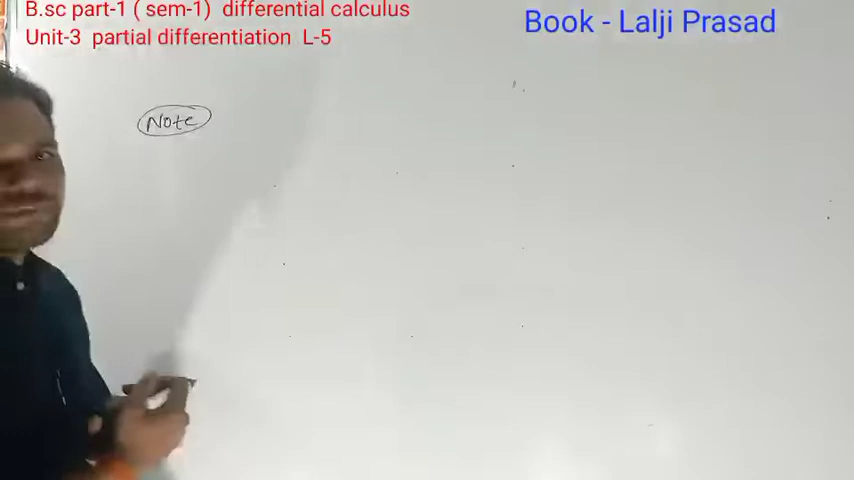 B.sc part-1 ( sem-1) differential calculus
Unit-3 partial differentiation L-5
Book - Lalji Prasad
Note